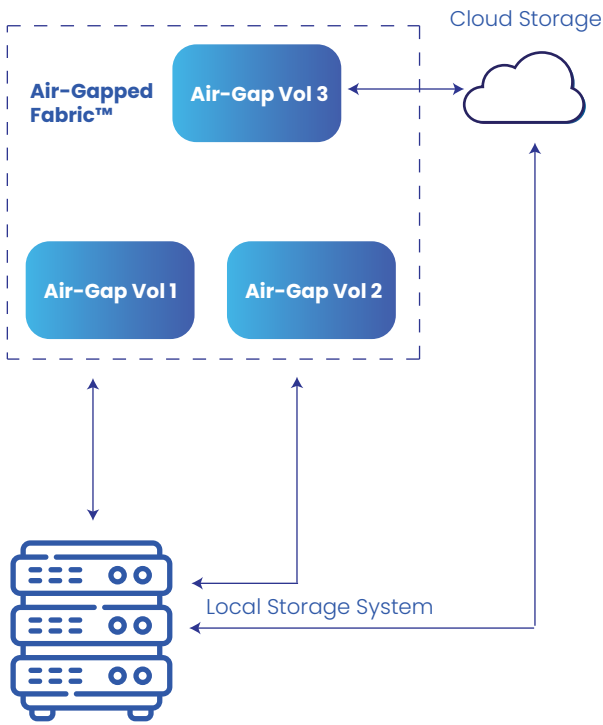 Cloud Storage
Air-Gapped
Fabric™
Air-Gap Vol 3
Air-Gap Vol 1
Air-Gap Vol 2
Local Storage System